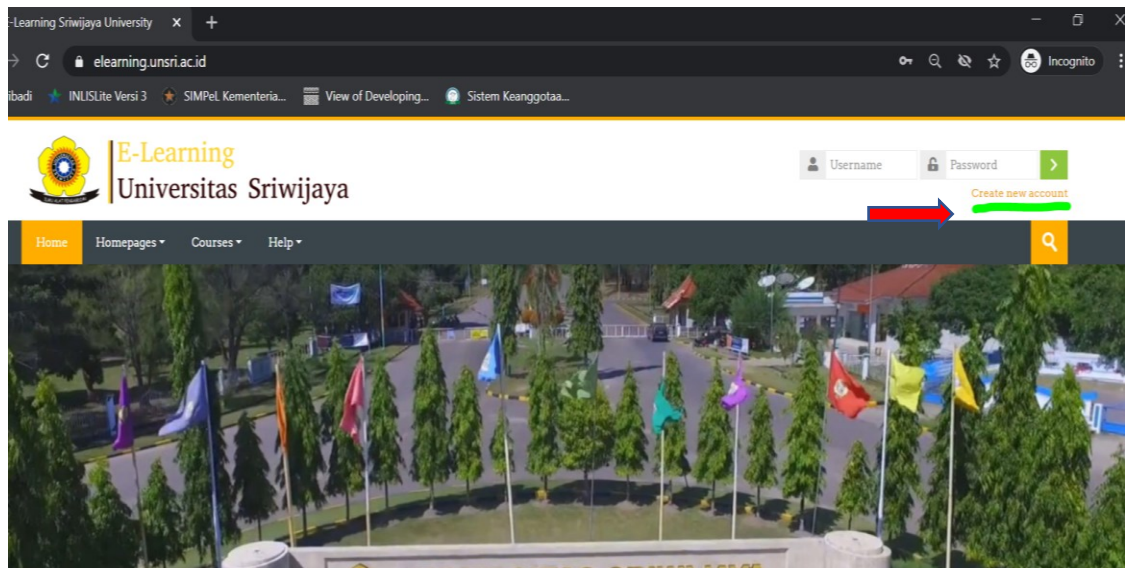 E-Learning Sriwijaya University
elearning.unsri.ac.id
Incognito
ibadi INLISLite Versi 3 SIMPeL Kementeria... View of Developing... Sistem Keanggotaa...
E-Learning
Universitas Sriwijaya
Username Password
Create new account
Home Homepages Courses Help